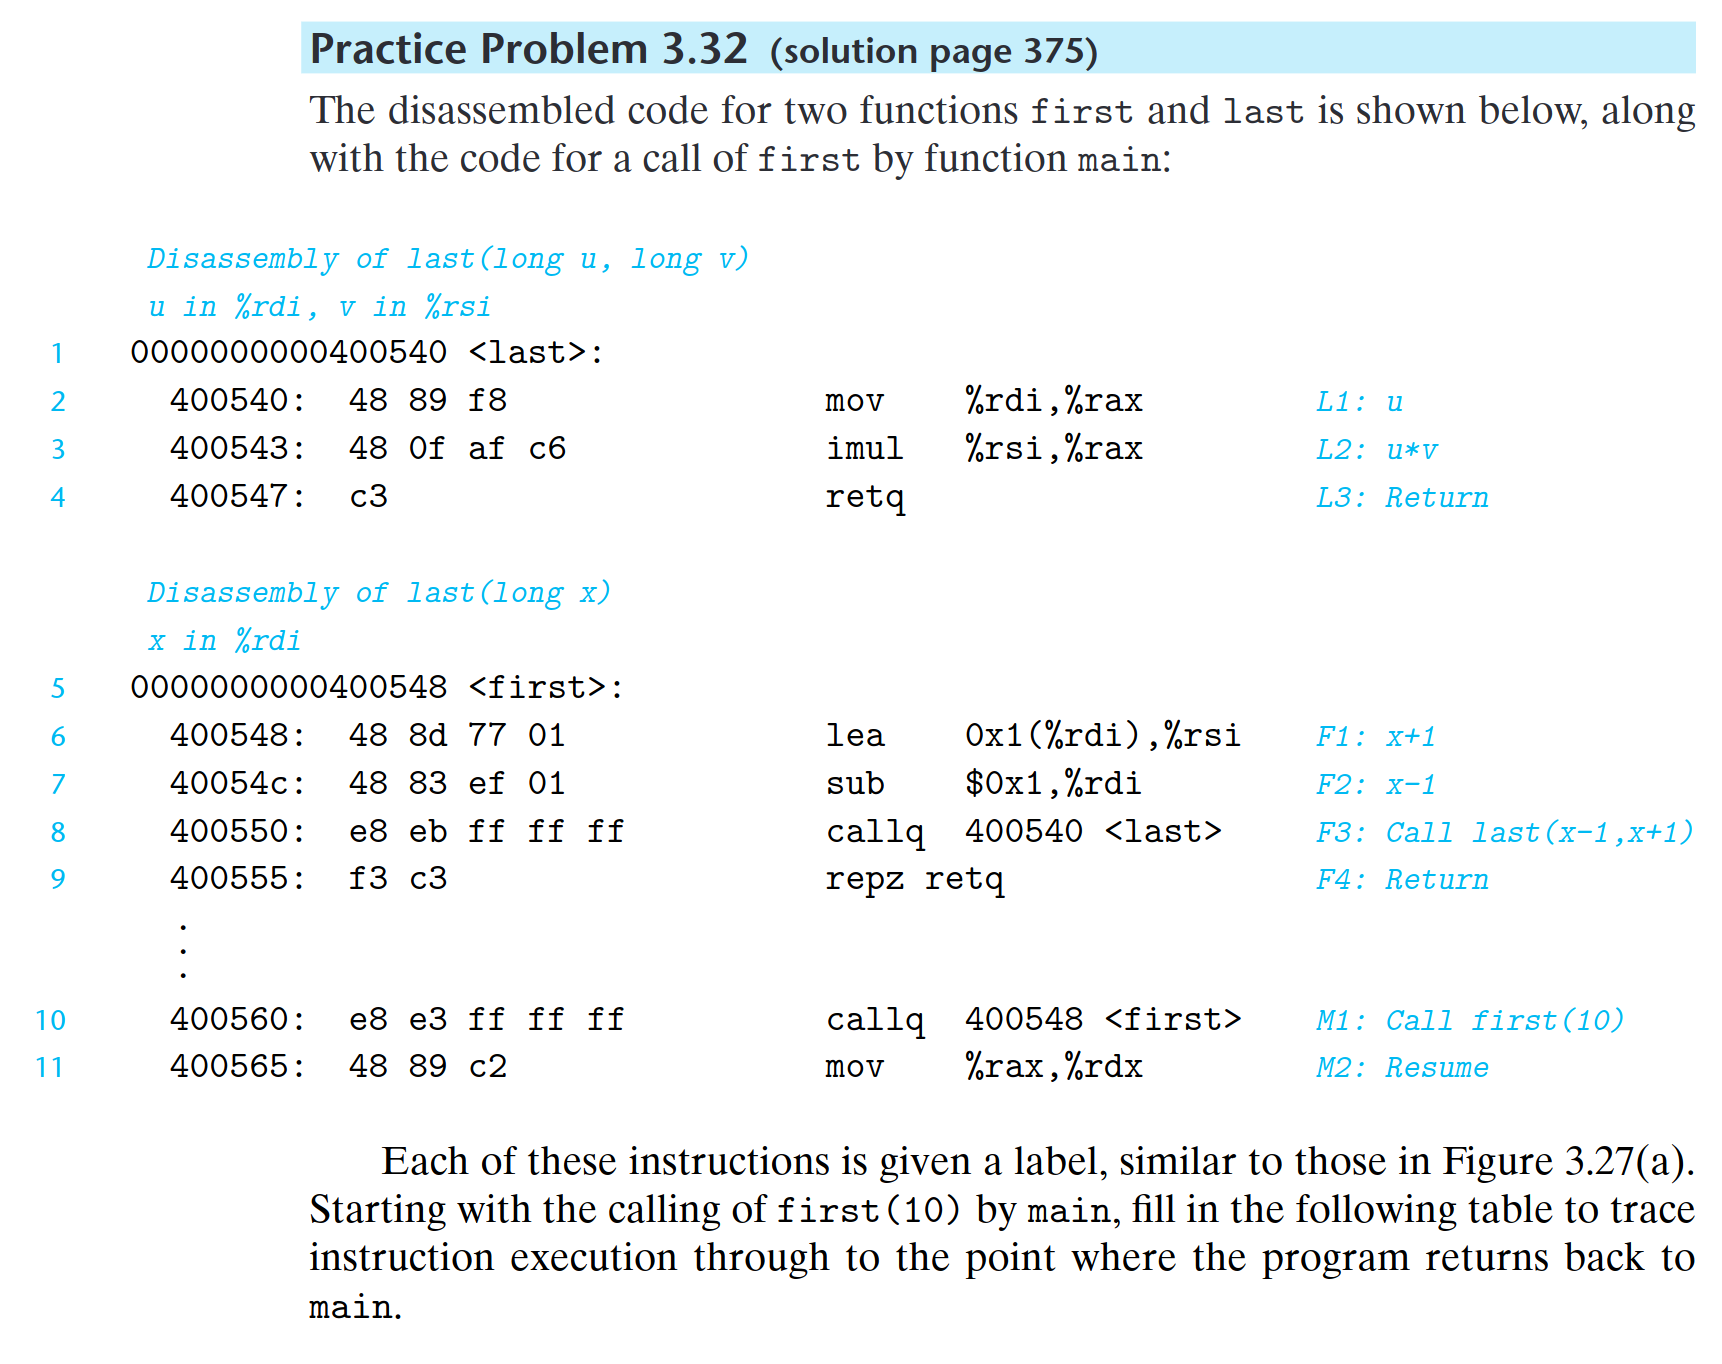 Practice Problem 3.32 (solution page 375)
The disassembled code for two functions first and last is shown below, along
with the code for a call of first by function main:
Disassembly of last(long u, long v)
u in %rdi, v in %rsi
1 0000000000400540 <last>:
2 400540: 48 89 f8 mov %rdi,%rax L1: u
3 400543: 48 0f af c6 imul %rsi,%rax L2: u*v
4 400547: c3 retq L3: Return
Disassembly of last(long x)
x in %rdi
5 0000000000400548 <first>:
6 400548: 48 8d 77 01 lea 0x1(%rdi),%rsi F1: x+1
7 40054c: 48 83 ef 01 sub $0x1,%rdi F2: x-1
8 400550: e8 eb ff ff ff callq 400540 <last> F3: Call last(x-1,x+1)
9 400555: f3 c3 repz retq F4: Return
.
.
.
10 400560: e8 e3 ff ff ff callq 400548 <first> M1: Call first(10)
11 400565: 48 89 c2 mov %rax,%rdx M2: Resume
Each of these instructions is given a label, similar to those in Figure 3.27(a).
Starting with the calling of first(10) by main, fill in the following table to trace
instruction execution through to the point where the program returns back to
main.